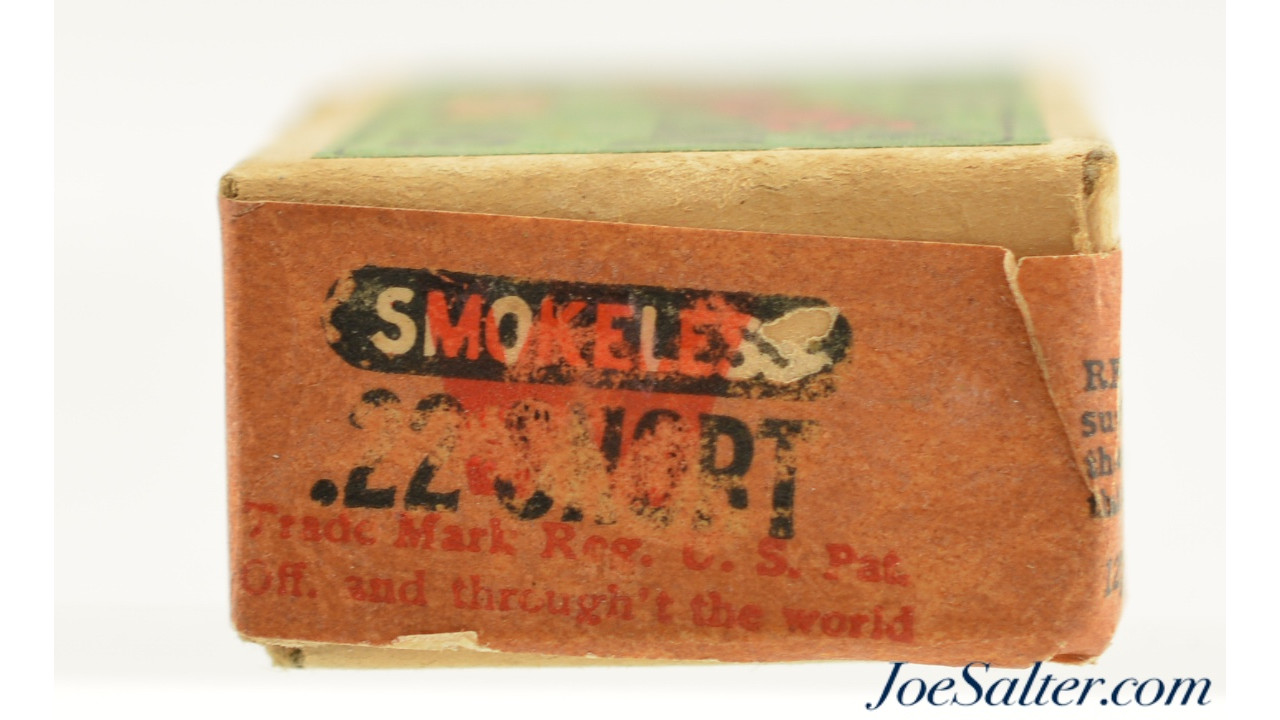 SMOKELESS
.22 SHORT
Trade Mark Reg. U. S. Pat.
Off. and through't the world
JoeSalter.com